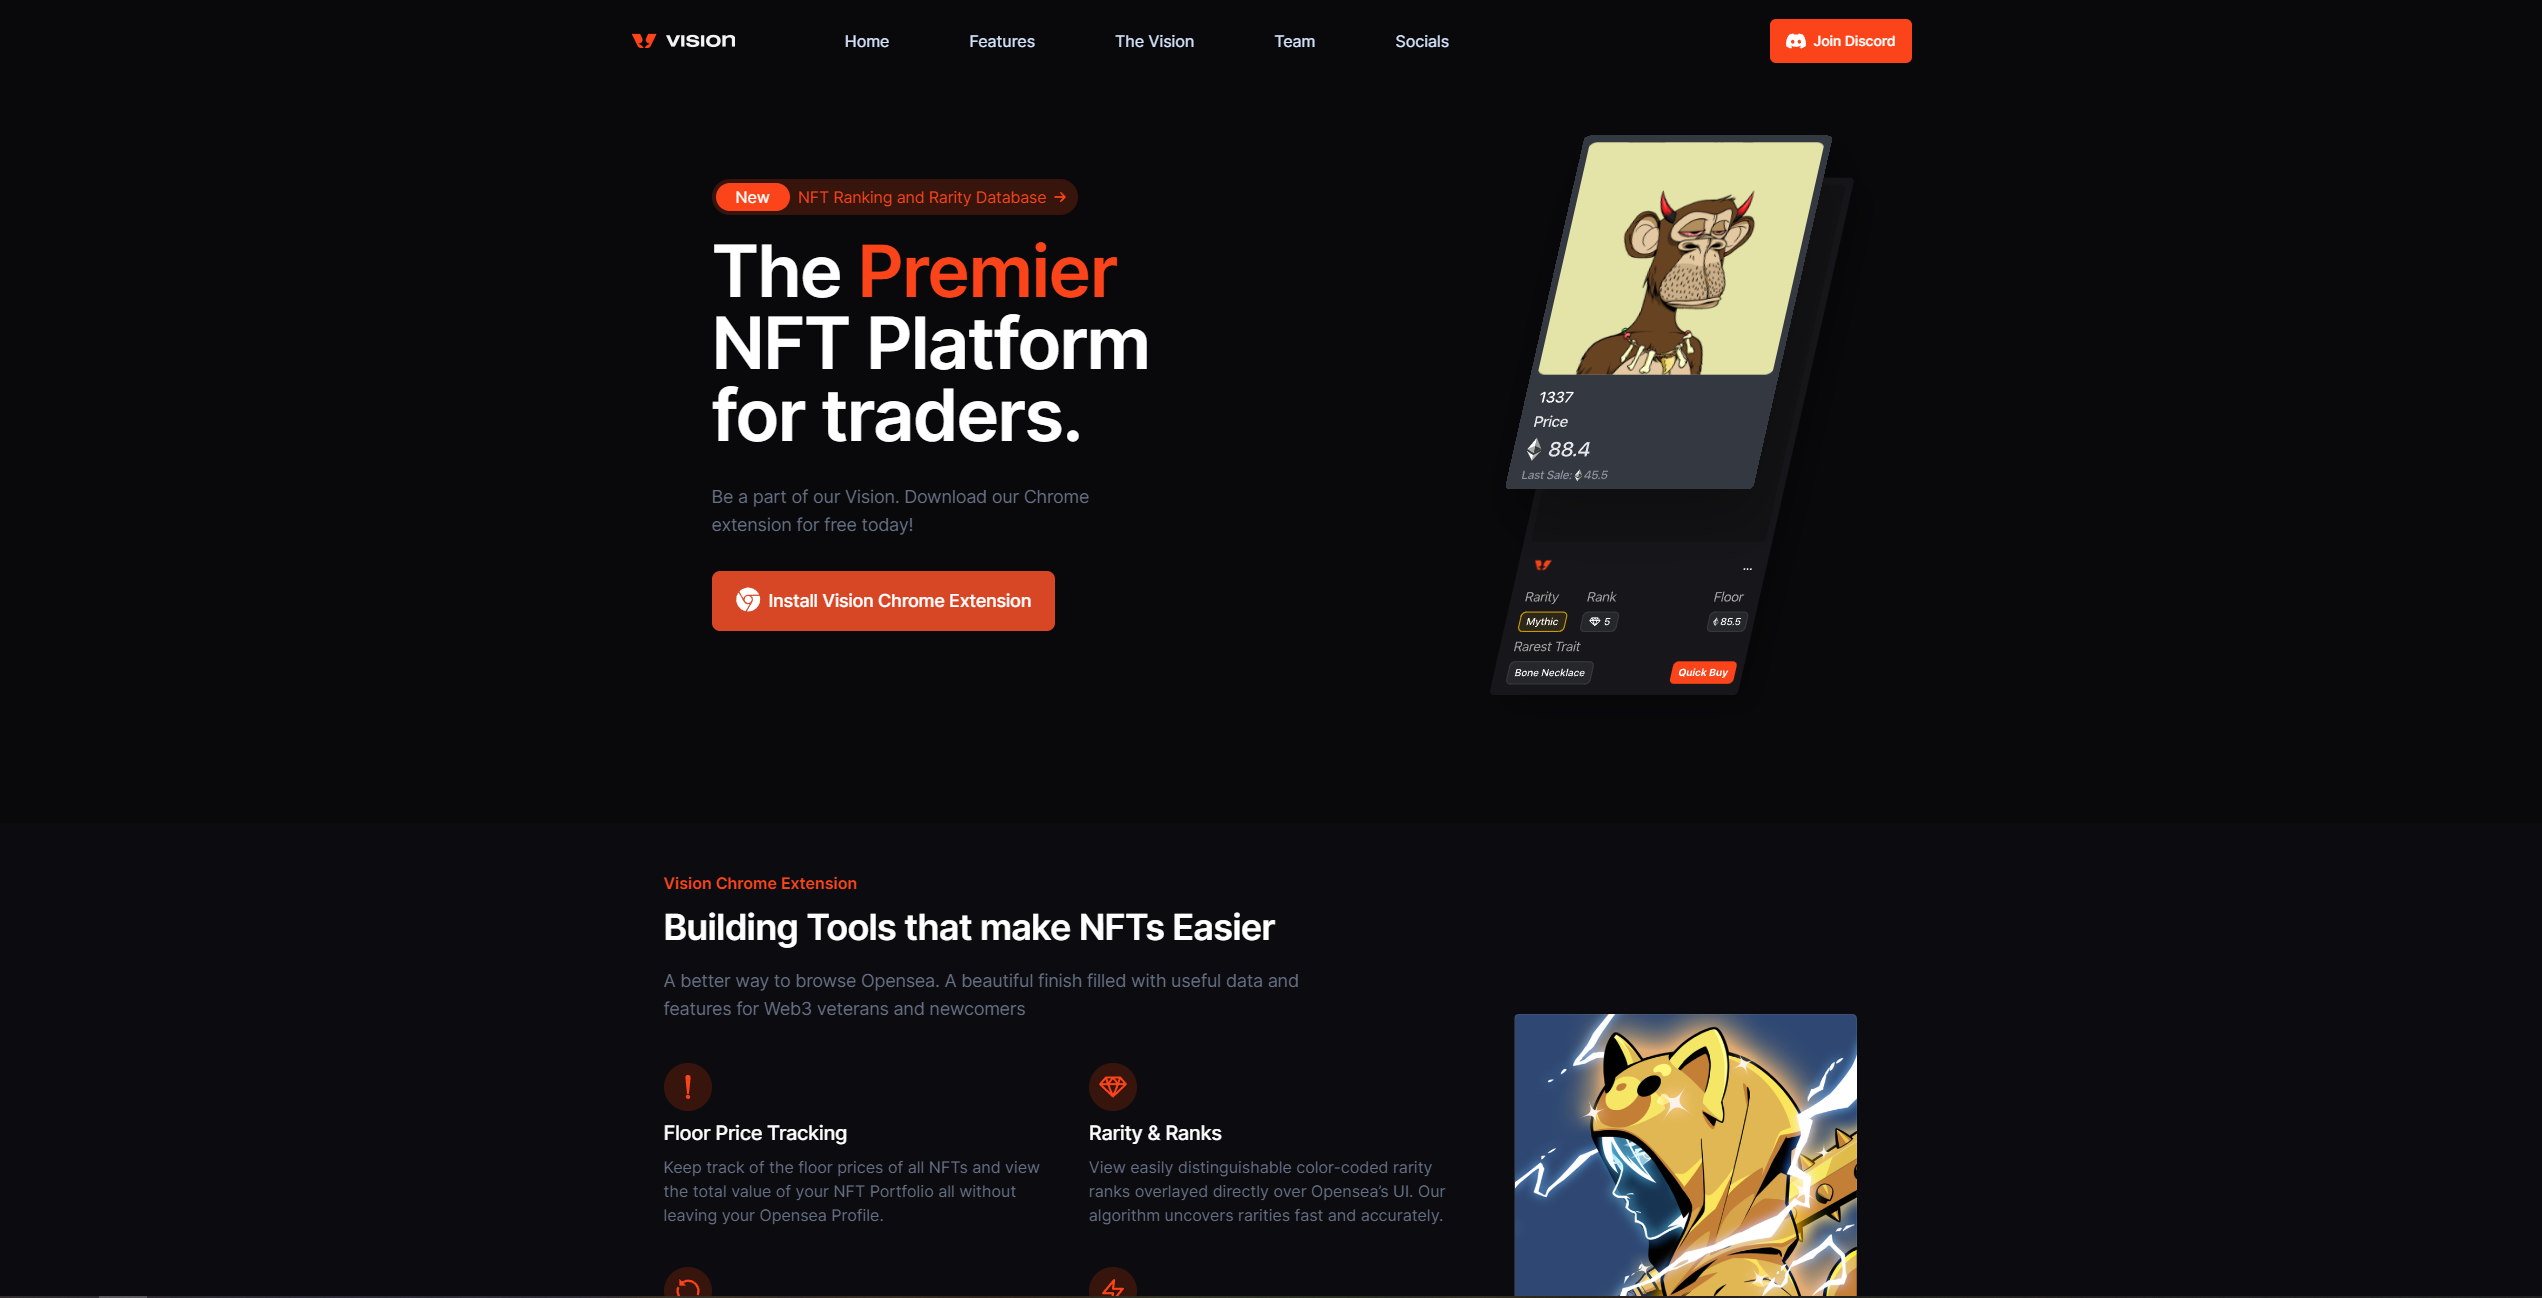 VISION
Home
Features
The Vision
Team
Socials
Join Discord
New
NFT Ranking and Rarity Database →
The Premier
NFT Platform
for traders.
Be a part of our Vision. Download our Chrome
extension for free today!
Install Vision Chrome Extension
1337
Price
88.4
Last Sale: 45.5
...
Rarity
Rank
Floor
Mythic
5
85.5
Rarest Trait
Bone Necklace
Quick Buy
Vision Chrome Extension
Building Tools that make NFTs Easier
A better way to browse Opensea. A beautiful finish filled with useful data and
features for Web3 veterans and newcomers
Floor Price Tracking
Keep track of the floor prices of all NFTs and view
the total value of your NFT Portfolio all without
leaving your Opensea Profile.
Rarity & Ranks
View easily distinguishable color-coded rarity
ranks overlayed directly over Opensea’s UI. Our
algorithm uncovers rarities fast and accurately.